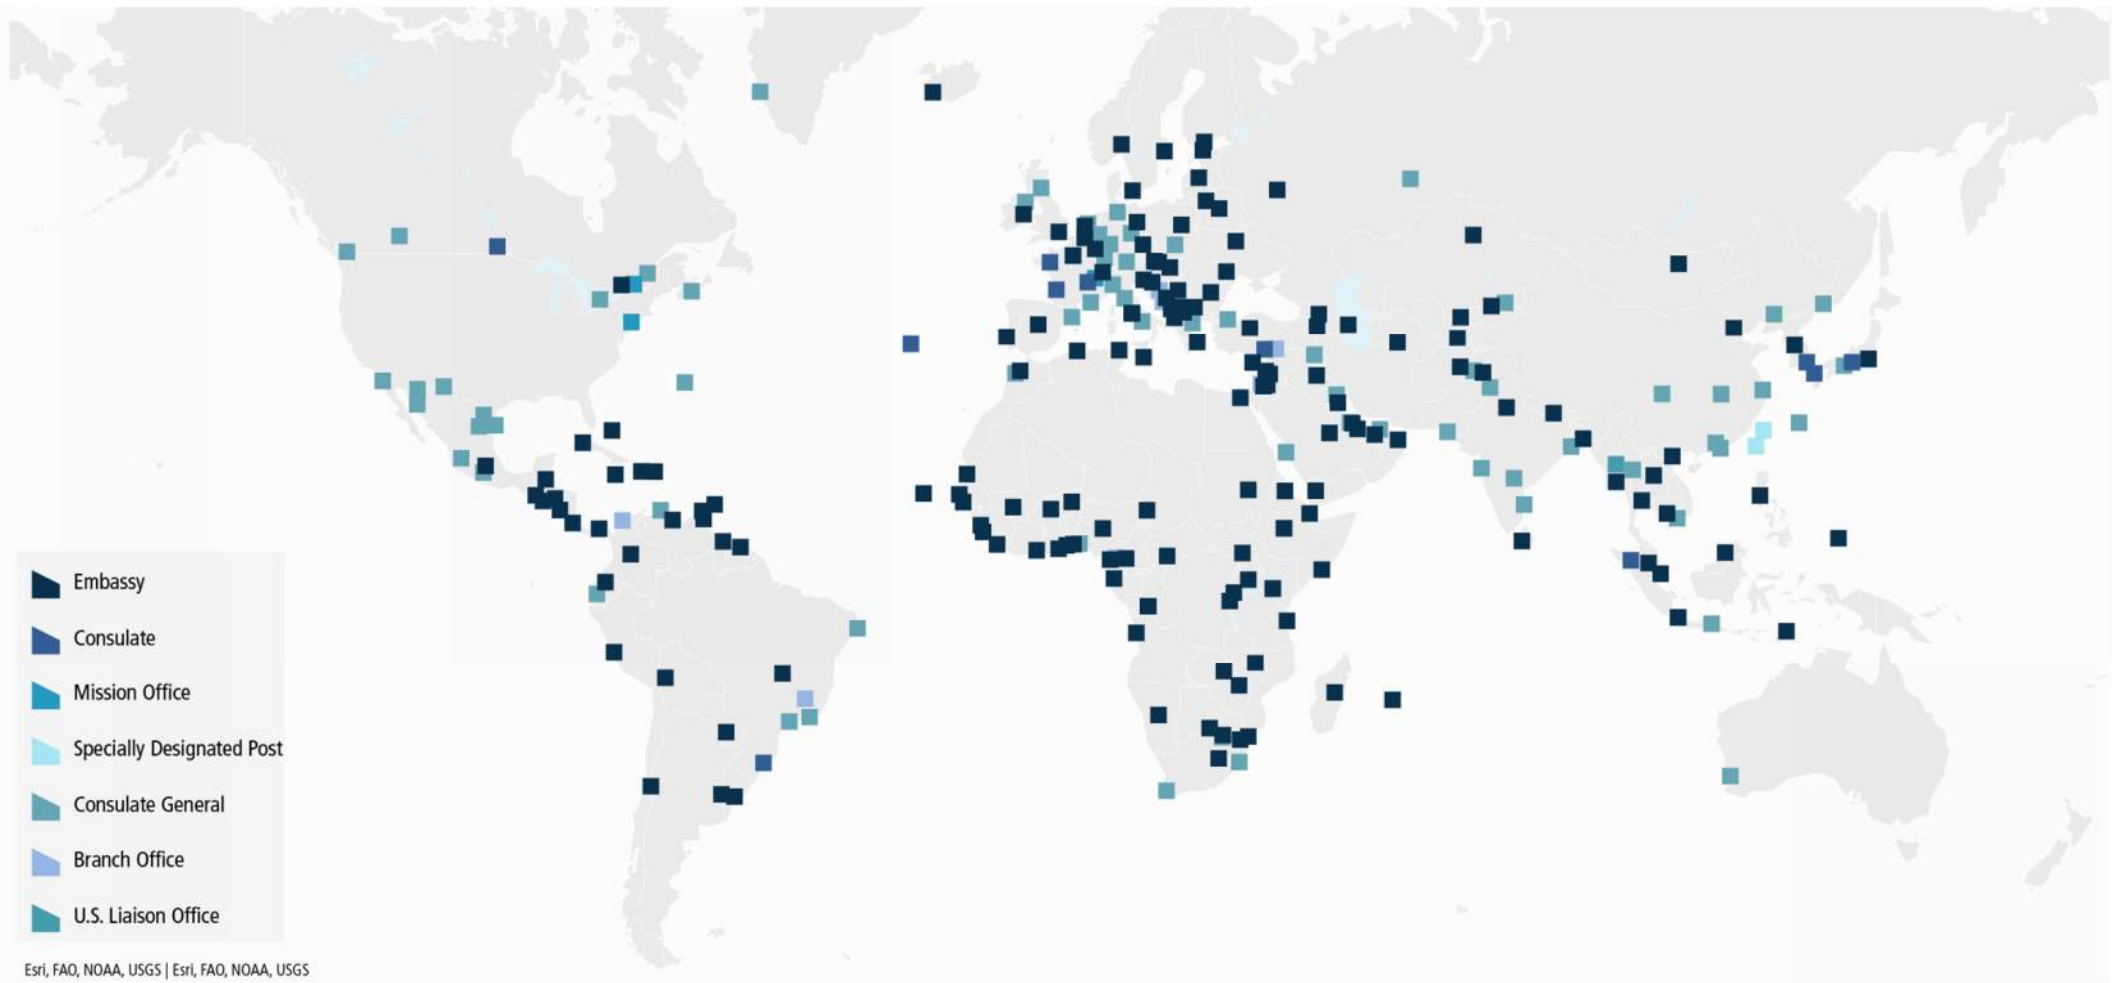 Embassy
Consulate
Mission Office
Specially Designated Post
Consulate General
Branch Office
U.S. Liaison Office
Esri, FAO, NOAA, USGS | Esri, FAO, NOAA, USGS